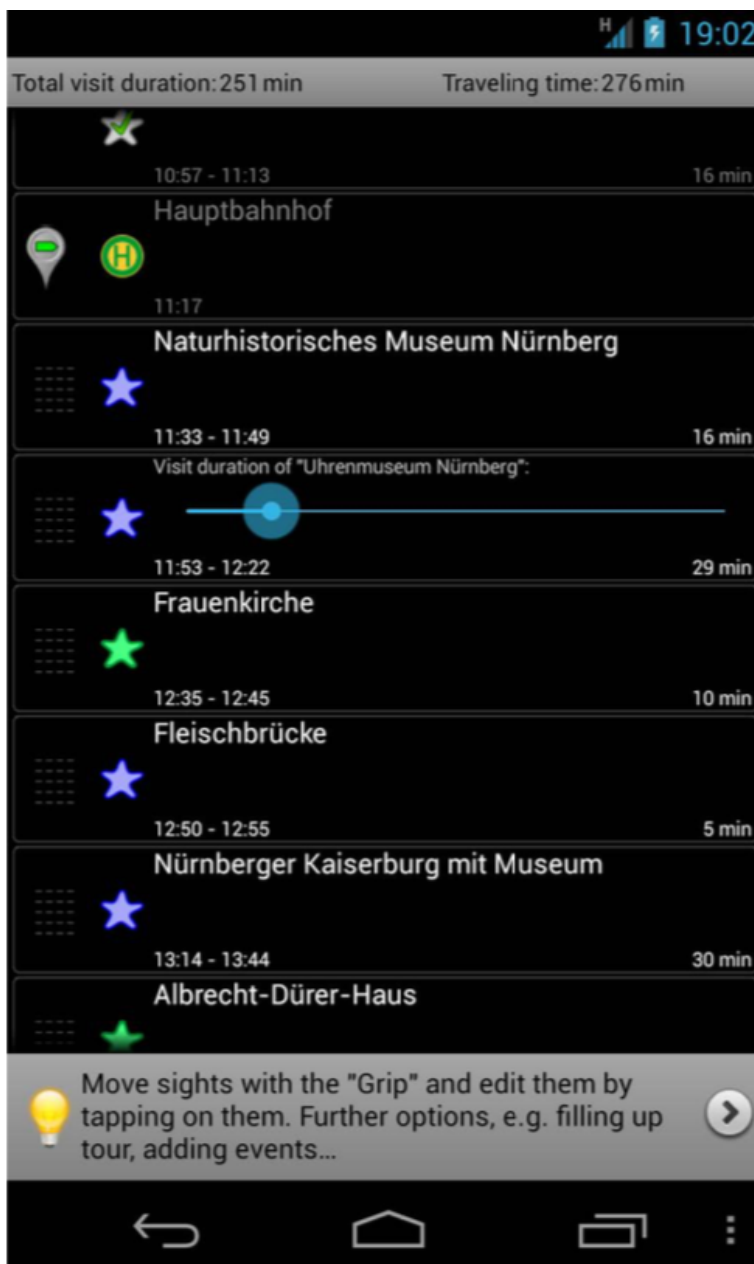 H 19:02
Total visit duration:251min Traveling time:276min
10:57 - 11:13 16 min
Hauptbahnhof
H
11:17
Naturhistorisches Museum Nürnberg
11:33 - 11:49 16 min
Visit duration of "Uhrenmuseum Nürnberg":
11:53 - 12:22 29 min
Frauenkirche
12:35 - 12:45 10 min
Fleischbrücke
12:50 - 12:55 5 min
Nürnberger Kaiserburg mit Museum
13:14 - 13:44 30 min
Albrecht-Dürer-Haus
Move sights with the "Grip" and edit them by
tapping on them. Further options, e.g. filling up
tour, adding events...